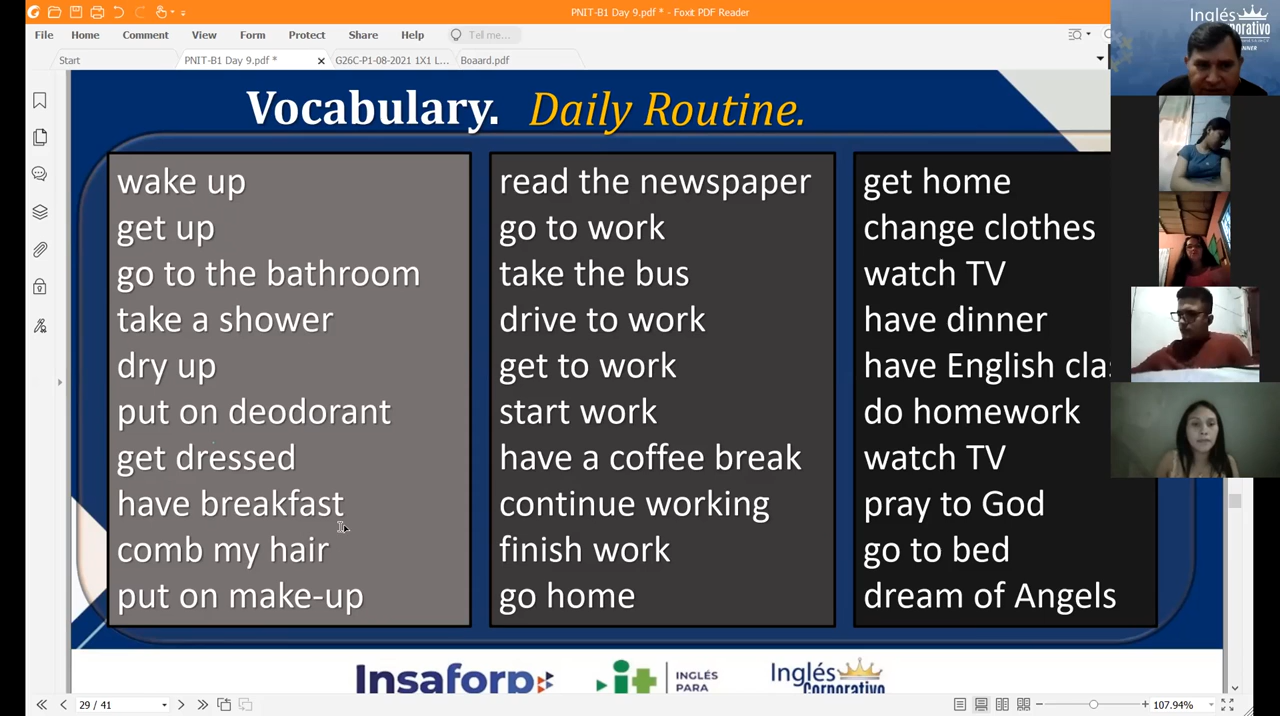 PNIT-B1 Day 9.pdf * - Foxit PDF Reader
File Home Comment View Form Protect Share Help Tell me...
Start PNIT-B1 Day 9.pdf * G26C-P1-08-2021 1X1 L... Boaard.pdf
Inglés
Corporativo
Vocabulary. Daily Routine.
wake up
get up
go to the bathroom
take a shower
dry up
put on deodorant
get dressed
have breakfast
comb my hair
put on make-up
read the newspaper
go to work
take the bus
drive to work
get to work
start work
have a coffee break
continue working
finish work
go home
get home
change clothes
watch TV
have dinner
have English clas
do homework
watch TV
pray to God
go to bed
dream of Angels
Insaforp
it INGLÉS
PARA
Inglés
Corporativo
29 / 41
107.94%